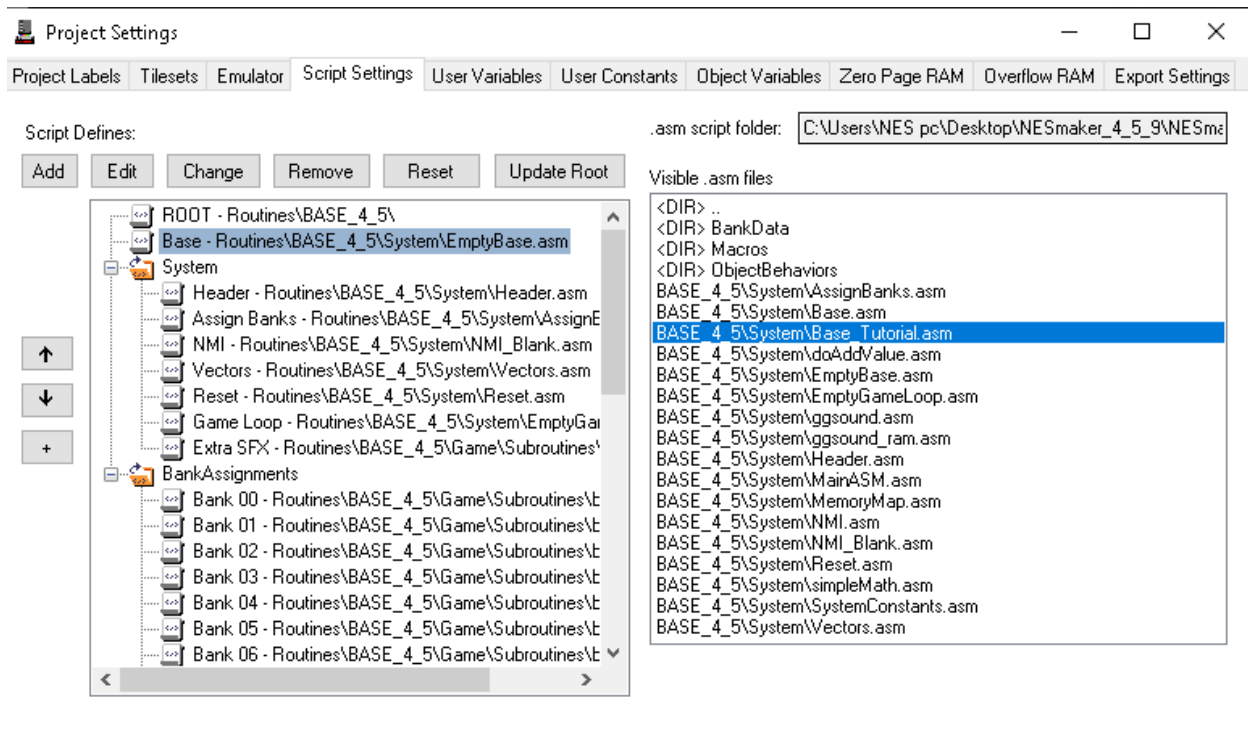 Project Settings
Project Labels Tilesets Emulator Script Settings User Variables User Constants Object Variables Zero Page RAM Overflow RAM Export Settings
Script Defines:
Add Edit Change Remove Reset Update Root
ROOT - Routines\BASE_4_5\
Base - Routines\BASE_4_5\System\EmptyBase.asm
System
Header - Routines\BASE_4_5\System\Header.asm
Assign Banks - Routines\BASE_4_5\System\AssignE
NMI - Routines\BASE_4_5\System\NMI_Blank.asm
Vectors - Routines\BASE_4_5\System\Vectors.asm
Reset - Routines\BASE_4_5\System\Reset.asm
Game Loop - Routines\BASE_4_5\System\EmptyGai
Extra SFX - Routines\BASE_4_5\Game\Subroutines'
BankAssignments
Bank 00 - Routines\BASE_4_5\Game\Subroutines\b
Bank 01 - Routines\BASE_4_5\Game\Subroutines\b
Bank 02 - Routines\BASE_4_5\Game\Subroutines\b
Bank 03 - Routines\BASE_4_5\Game\Subroutines\b
Bank 04 - Routines\BASE_4_5\Game\Subroutines\b
Bank 05 - Routines\BASE_4_5\Game\Subroutines\b
Bank 06 - Routines\BASE_4_5\Game\Subroutines\b
+
.asm script folder: C:\Users\NES pc\Desktop\NESmaker_4_5_9\NESma
Visible .asm files
<DIR> ..
<DIR> BankData
<DIR> Macros
<DIR> ObjectBehaviors
BASE_4_5\System\AssignBanks.asm
BASE_4_5\System\Base.asm
BASE_4_5\System\Base_Tutorial.asm
BASE_4_5\System\doAddValue.asm
BASE_4_5\System\EmptyBase.asm
BASE_4_5\System\EmptyGameLoop.asm
BASE_4_5\System\ggsound.asm
BASE_4_5\System\ggsound_ram.asm
BASE_4_5\System\Header.asm
BASE_4_5\System\MainASM.asm
BASE_4_5\System\MemoryMap.asm
BASE_4_5\System\NMI.asm
BASE_4_5\System\NMI_Blank.asm
BASE_4_5\System\Reset.asm
BASE_4_5\System\simpleMath.asm
BASE_4_5\System\SystemConstants.asm
BASE_4_5\System\Vectors.asm